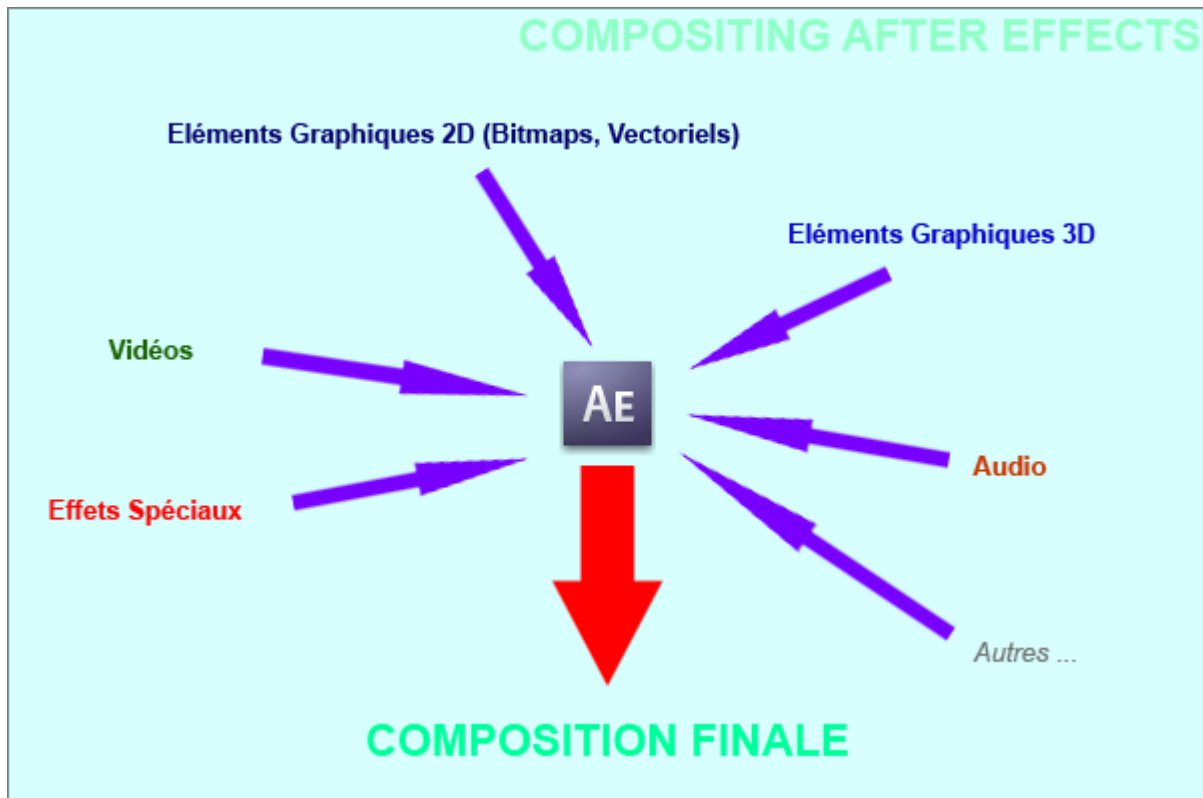 COMPOSITING AFTER EFFECTS
Eléments Graphiques 2D (Bitmaps, Vectoriels)
Eléments Graphiques 3D
Vidéos
AE
Audio
Effets Spéciaux
Autres ...
COMPOSITION FINALE